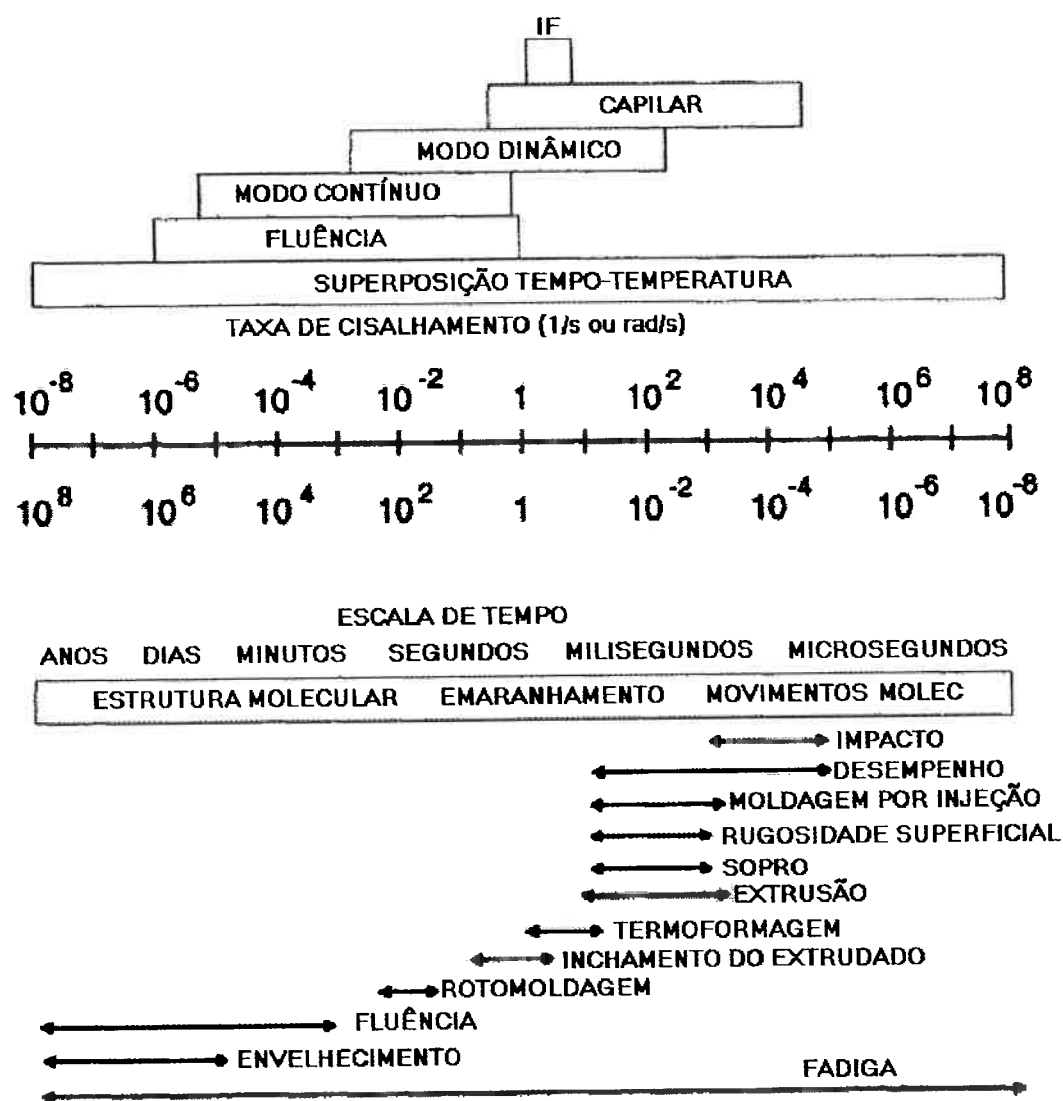 IF
CAPILAR
MODO DINÂMICO
MODO CONTÍNUO
FLUÊNCIA
SUPERPOSIÇÃO TEMPO-TEMPERATURA
TAXA DE CISALHAMENTO (1/s ou rad/s)
10⁻⁸ 10⁻⁶ 10⁻⁴ 10⁻² 1 10² 10⁴ 10⁶ 10⁸
10⁸ 10⁶ 10⁴ 10² 1 10⁻² 10⁻⁴ 10⁻⁶ 10⁻⁸
ESCALA DE TEMPO
ANOS DIAS MINUTOS SEGUNDOS MILISEGUNDOS MICROSEGUNDOS
ESTRUTURA MOLECULAR EMARANHAMENTO MOVIMENTOS MOLEC
IMPACTO
DESEMPENHO
MOLDAGEM POR INJEÇÃO
RUGOSIDADE SUPERFICIAL
SOPRO
EXTRUSÃO
TERMOFORMAGEM
INCHAMENTO DO EXTRUDADO
ROTOMOLDAGEM
FLUÊNCIA
ENVELHECIMENTO
FADIGA